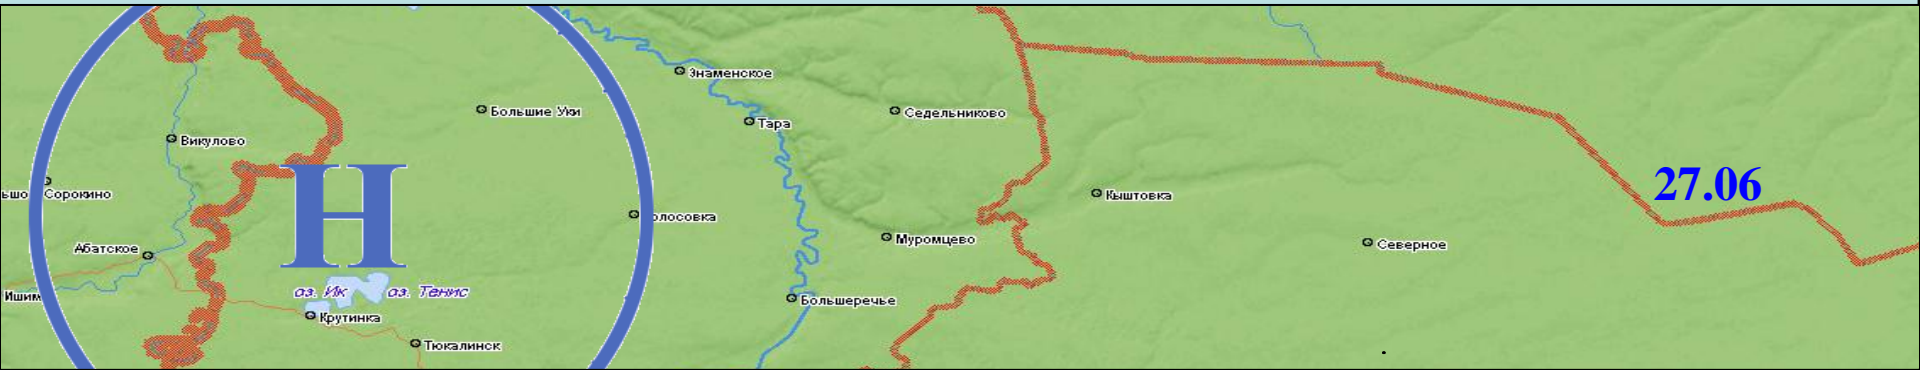 Знаменское
Большие Уки
Седельниково
Тара
Викулово
27.06
Н
Сорокино
Кыштовка
олосовка
Муромцево
Северное
Абатское
оз. Ик
оз. Тенис
Ишим
Большеречье
Крутинка
Тюкалинск